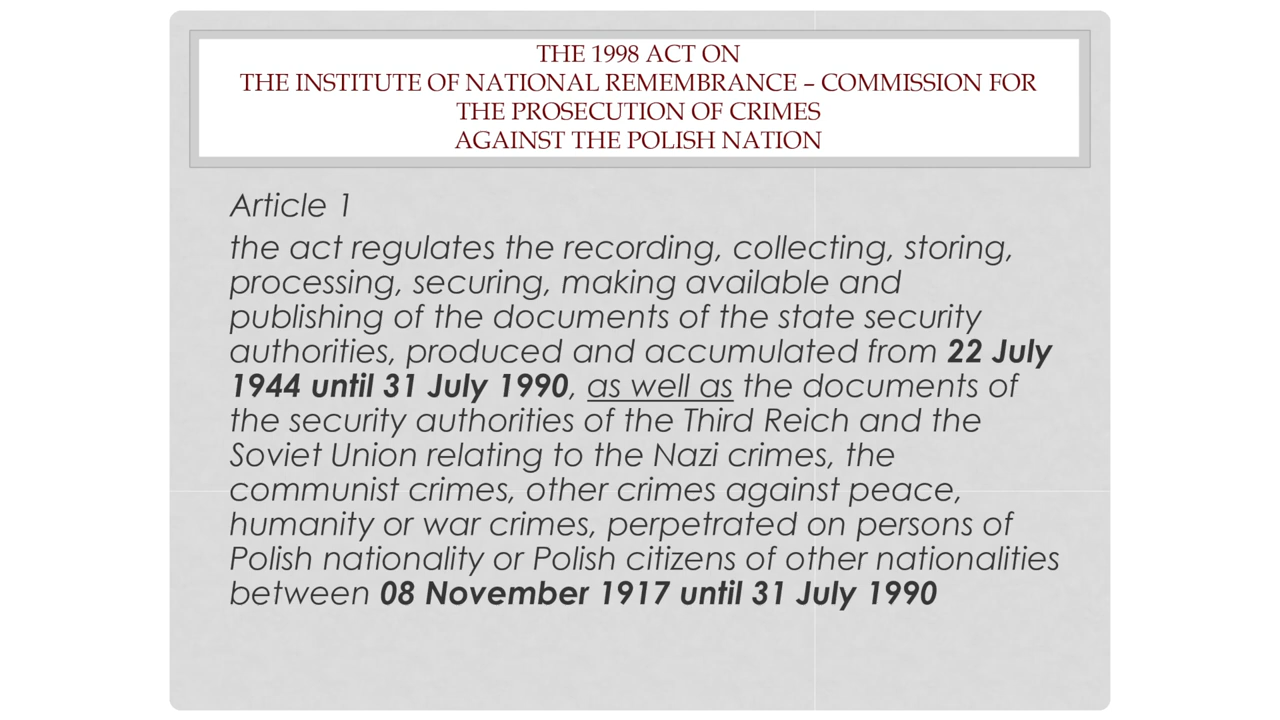 THE 1998 ACT ON
THE INSTITUTE OF NATIONAL REMEMBRANCE – COMMISSION FOR
THE PROSECUTION OF CRIMES
AGAINST THE POLISH NATION
Article 1
the act regulates the recording, collecting, storing,
processing, securing, making available and
publishing of the documents of the state security
authorities, produced and accumulated from 22 July
1944 until 31 July 1990, as well as the documents of
the security authorities of the Third Reich and the
Soviet Union relating to the Nazi crimes, the
communist crimes, other crimes against peace,
humanity or war crimes, perpetrated on persons of
Polish nationality or Polish citizens of other nationalities
between 08 November 1917 until 31 July 1990